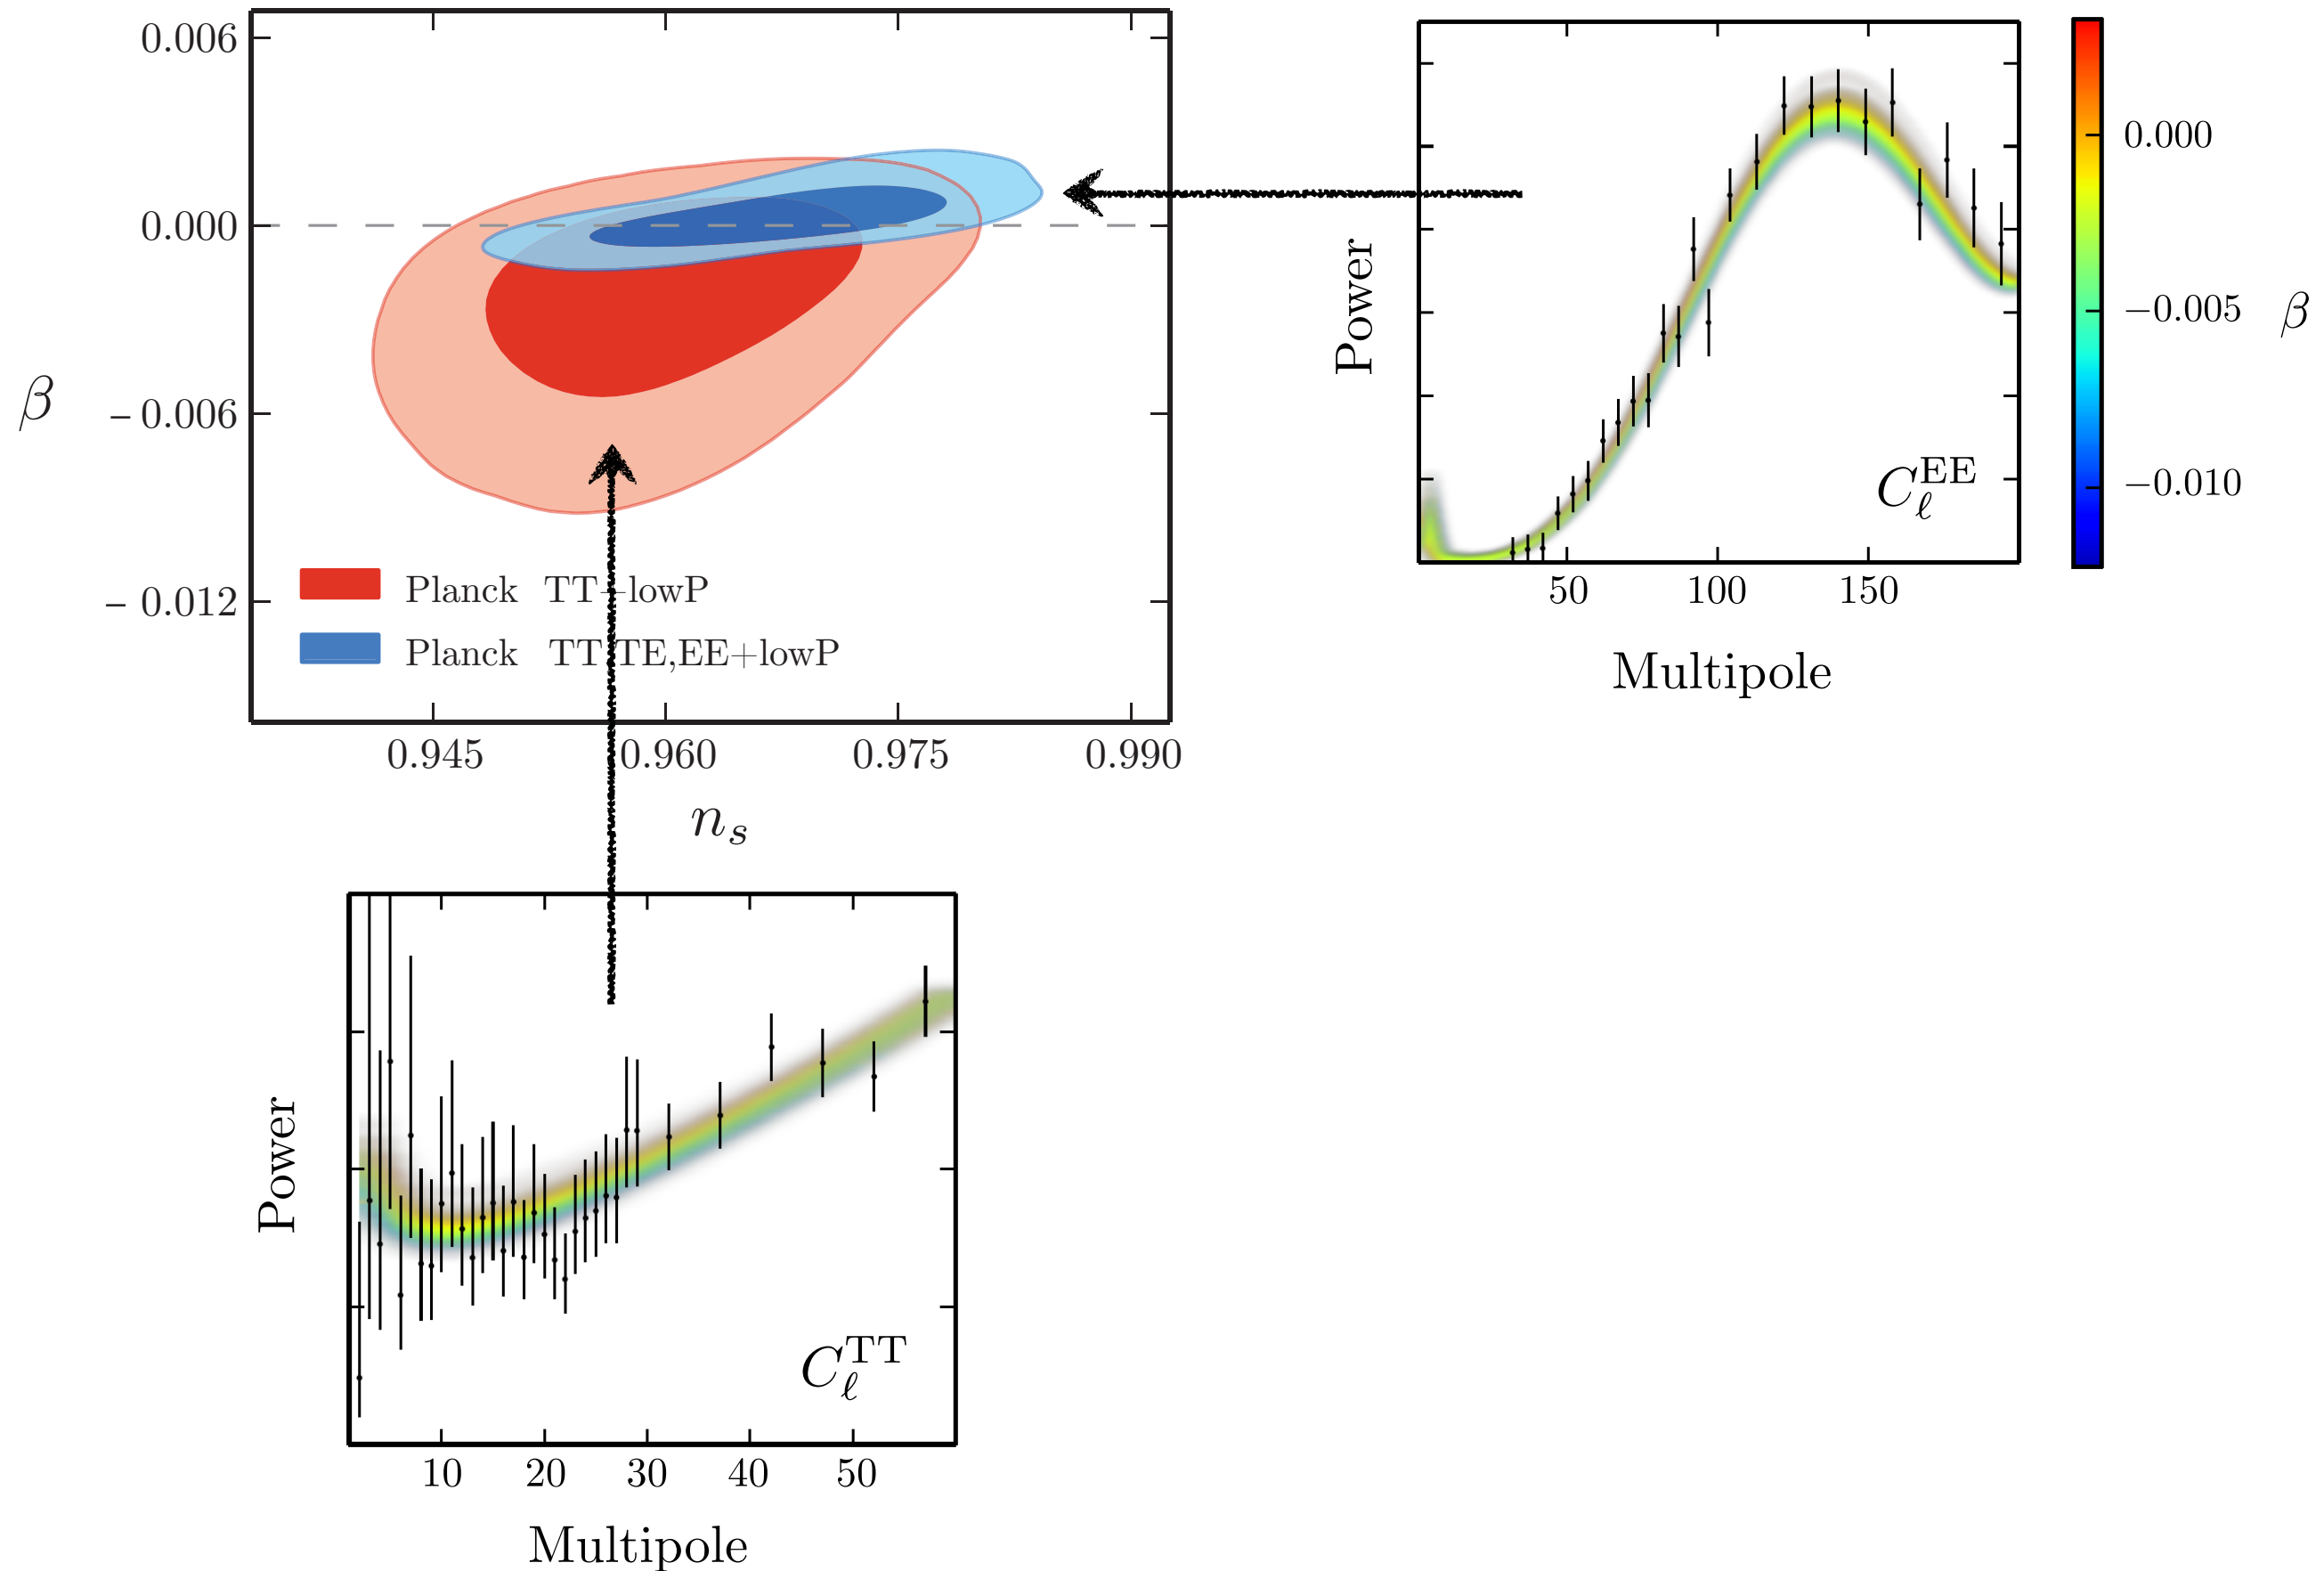 0.006
0.000
β
– 0.006
– 0.012
Planck TT+lowP
Planck TT TE,EE+lowP
0.945 0.960 0.975 0.990
n_s
Power
C_ℓ^EE
50 100 150
Multipole
0.000
−0.005
β
−0.010
Power
C_ℓ^TT
10 20 30 40 50
Multipole